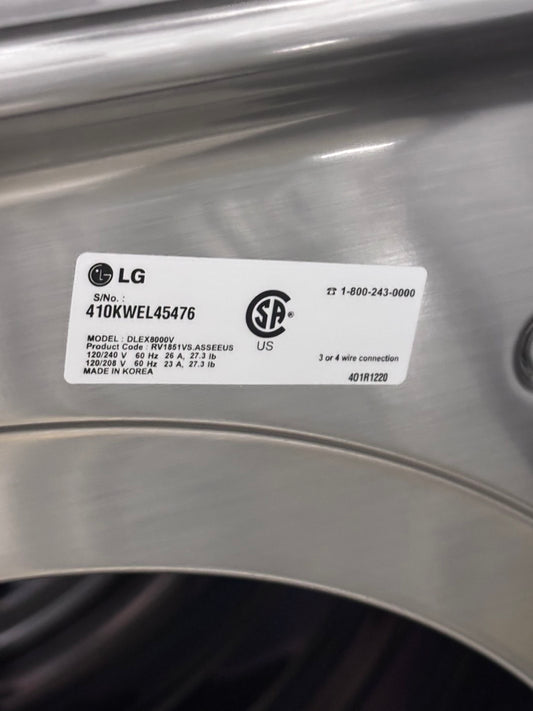 LG
S/No. :
410KWEL45476
MODEL : DLEX8000V
Product Code : RV1851VS.ASSEEUS
120/240 V 60 Hz 26 A, 27.3 lb
120/208 V 60 Hz 23 A, 27.3 lb
MADE IN KOREA
SA ®
US
☎ 1-800-243-0000
3 or 4 wire connection
401R1220